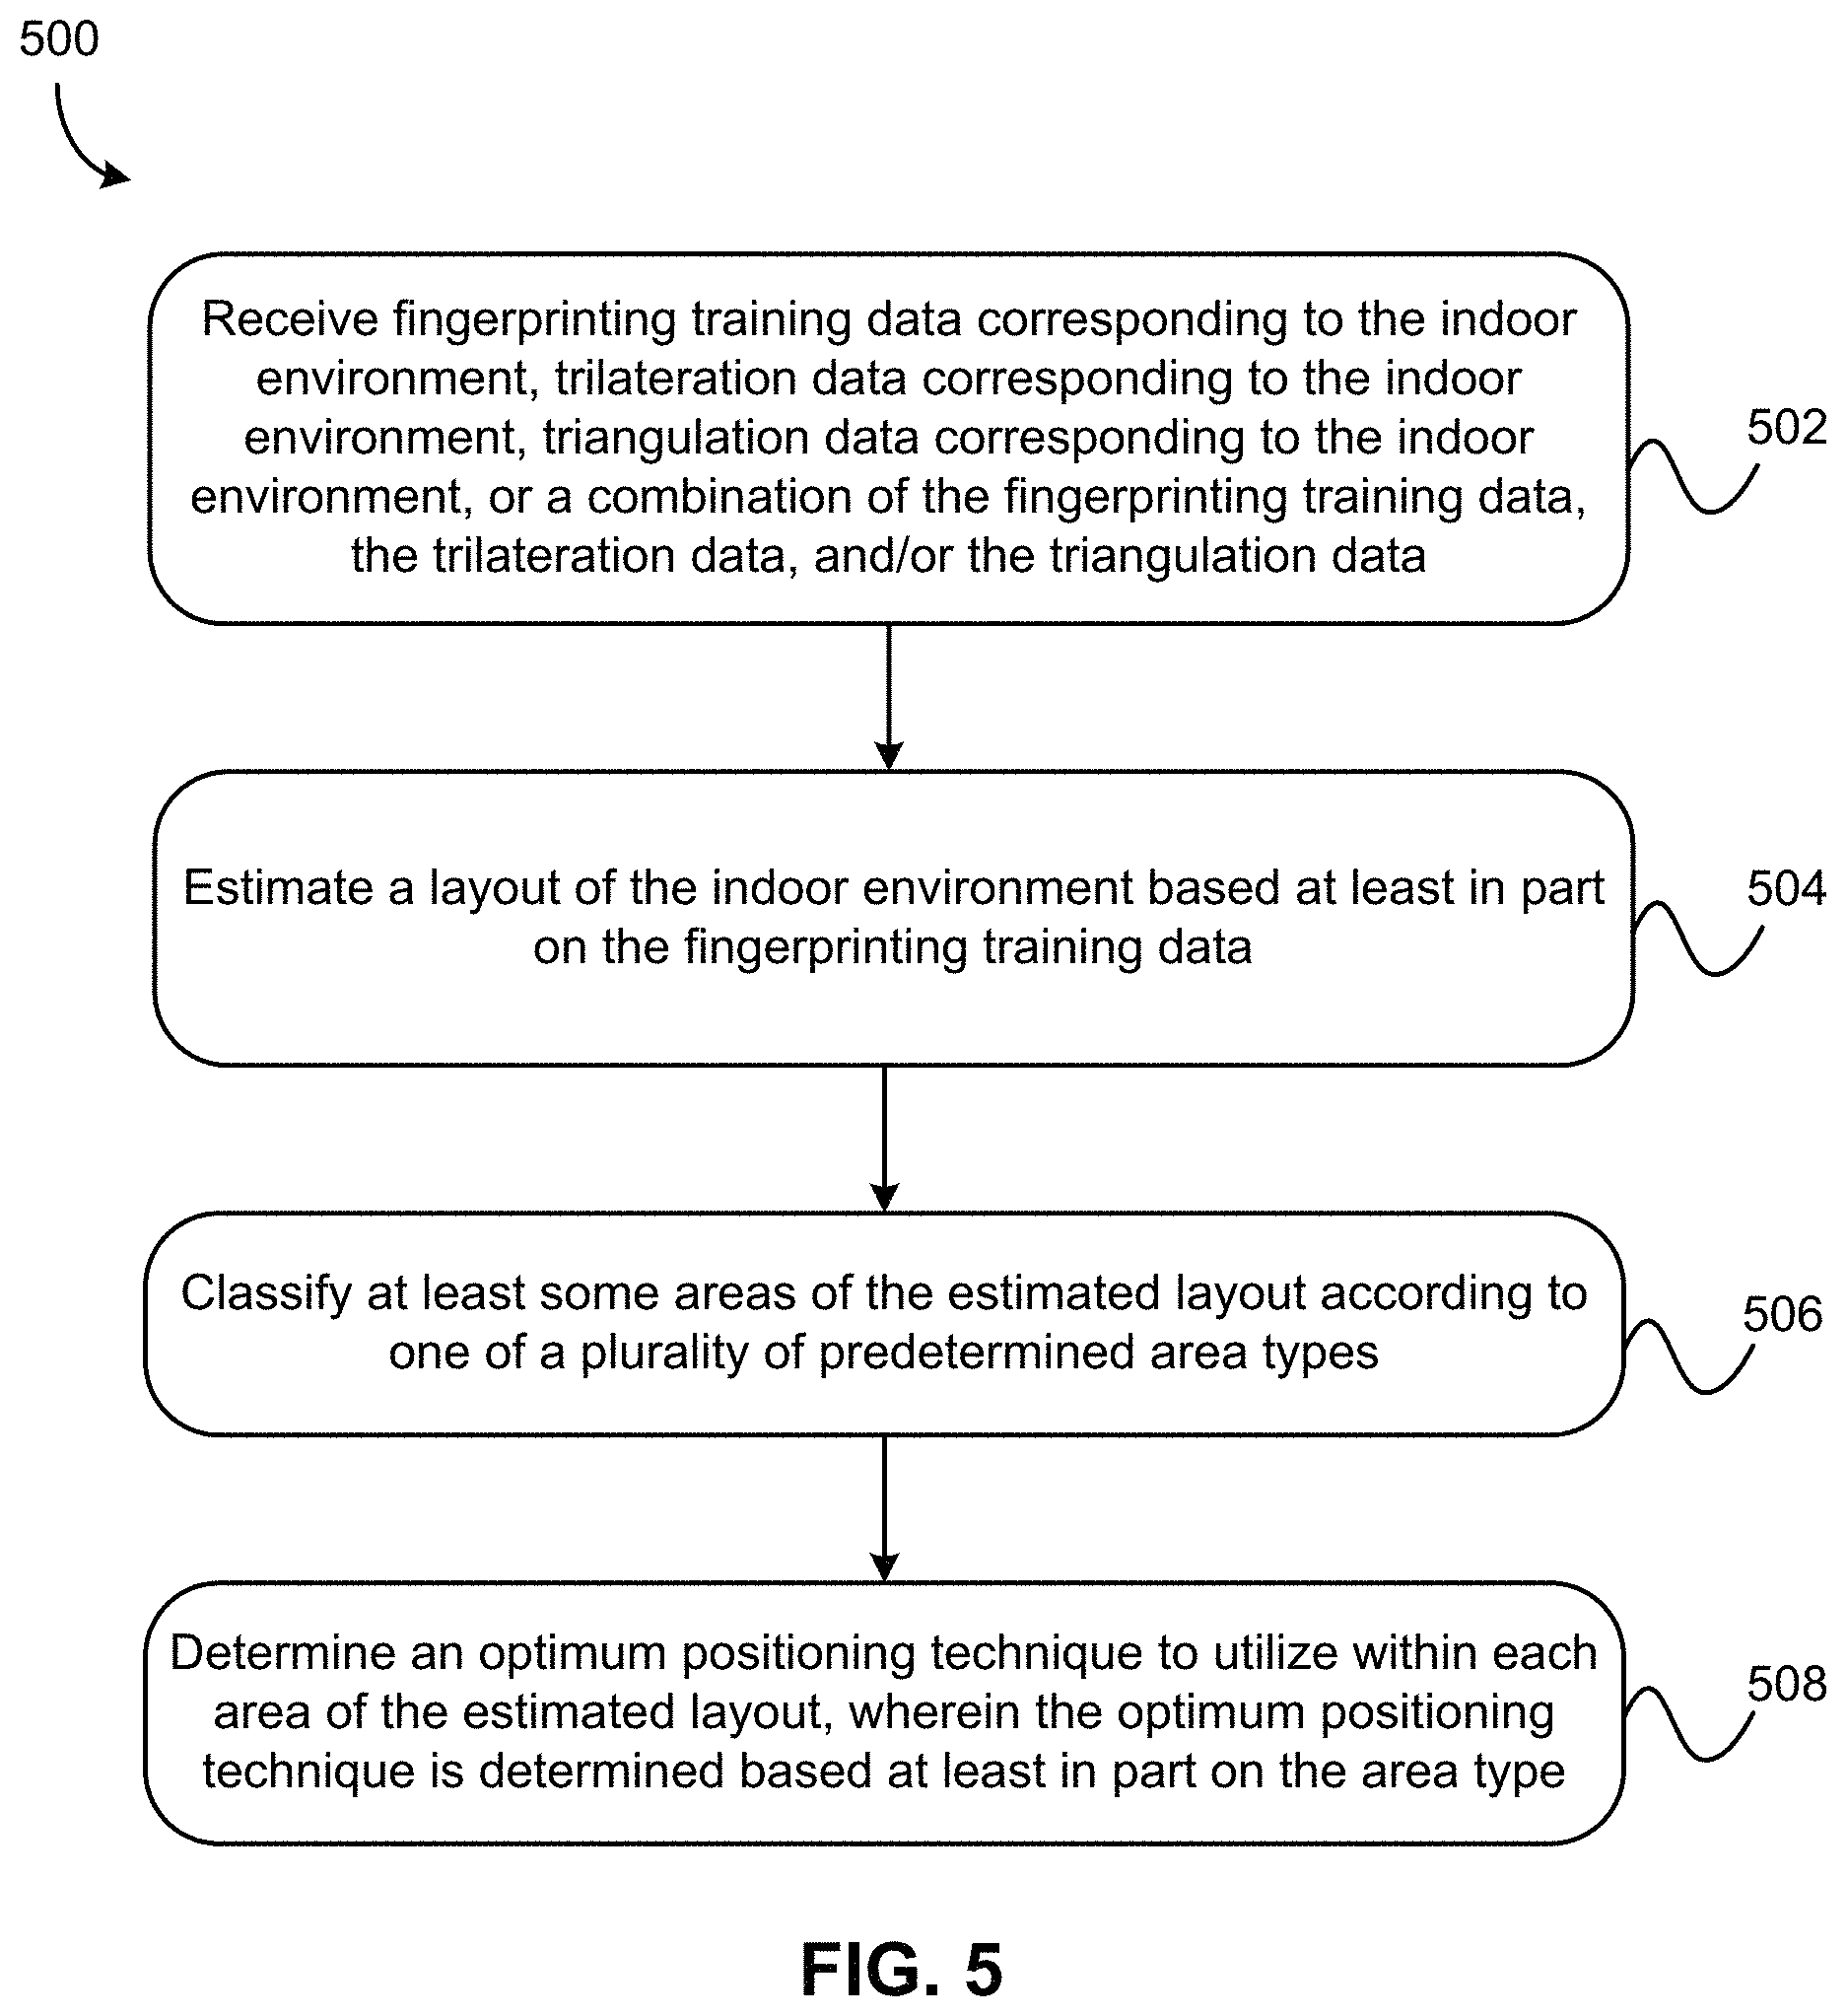 500
Receive fingerprinting training data corresponding to the indoor
environment, trilateration data corresponding to the indoor
environment, triangulation data corresponding to the indoor
environment, or a combination of the fingerprinting training data,
the trilateration data, and/or the triangulation data
502
Estimate a layout of the indoor environment based at least in part
on the fingerprinting training data
504
Classify at least some areas of the estimated layout according to
one of a plurality of predetermined area types
506
Determine an optimum positioning technique to utilize within each
area of the estimated layout, wherein the optimum positioning
technique is determined based at least in part on the area type
508
FIG. 5